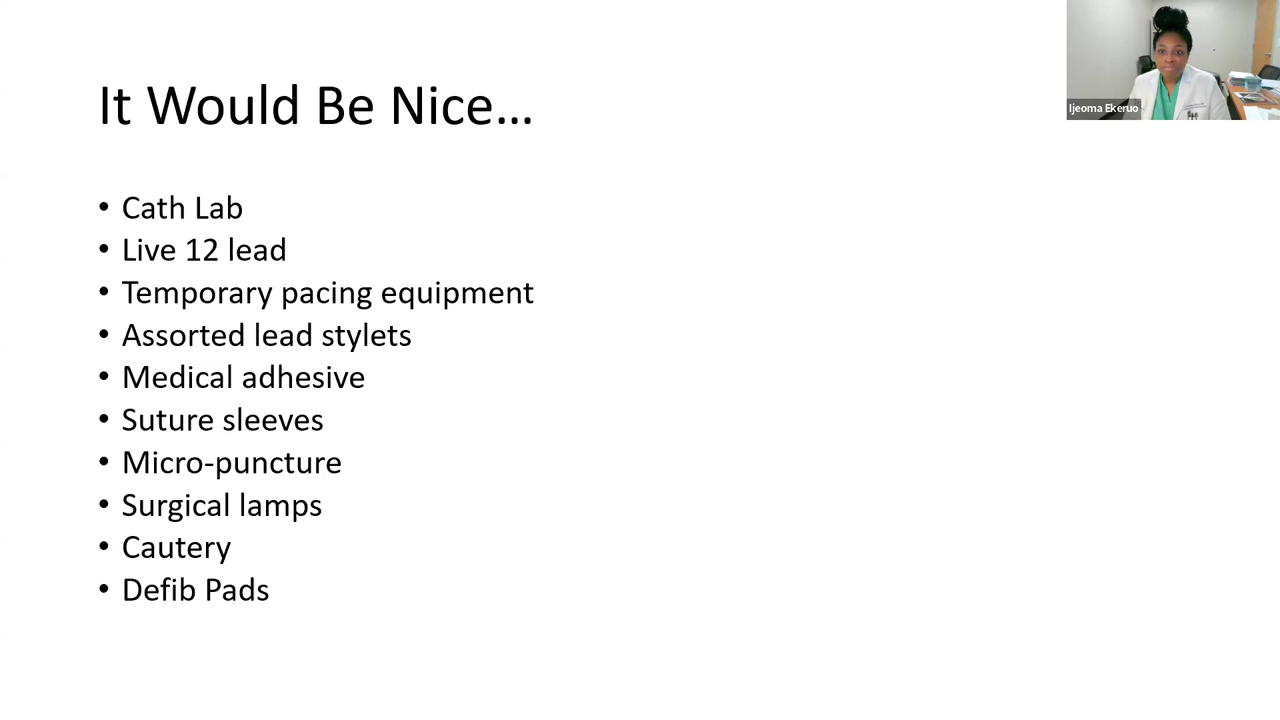 It Would Be Nice...
• Cath Lab
• Live 12 lead
• Temporary pacing equipment
• Assorted lead stylets
• Medical adhesive
• Suture sleeves
• Micro-puncture
• Surgical lamps
• Cautery
• Defib Pads
Ijeoma Ekeruo